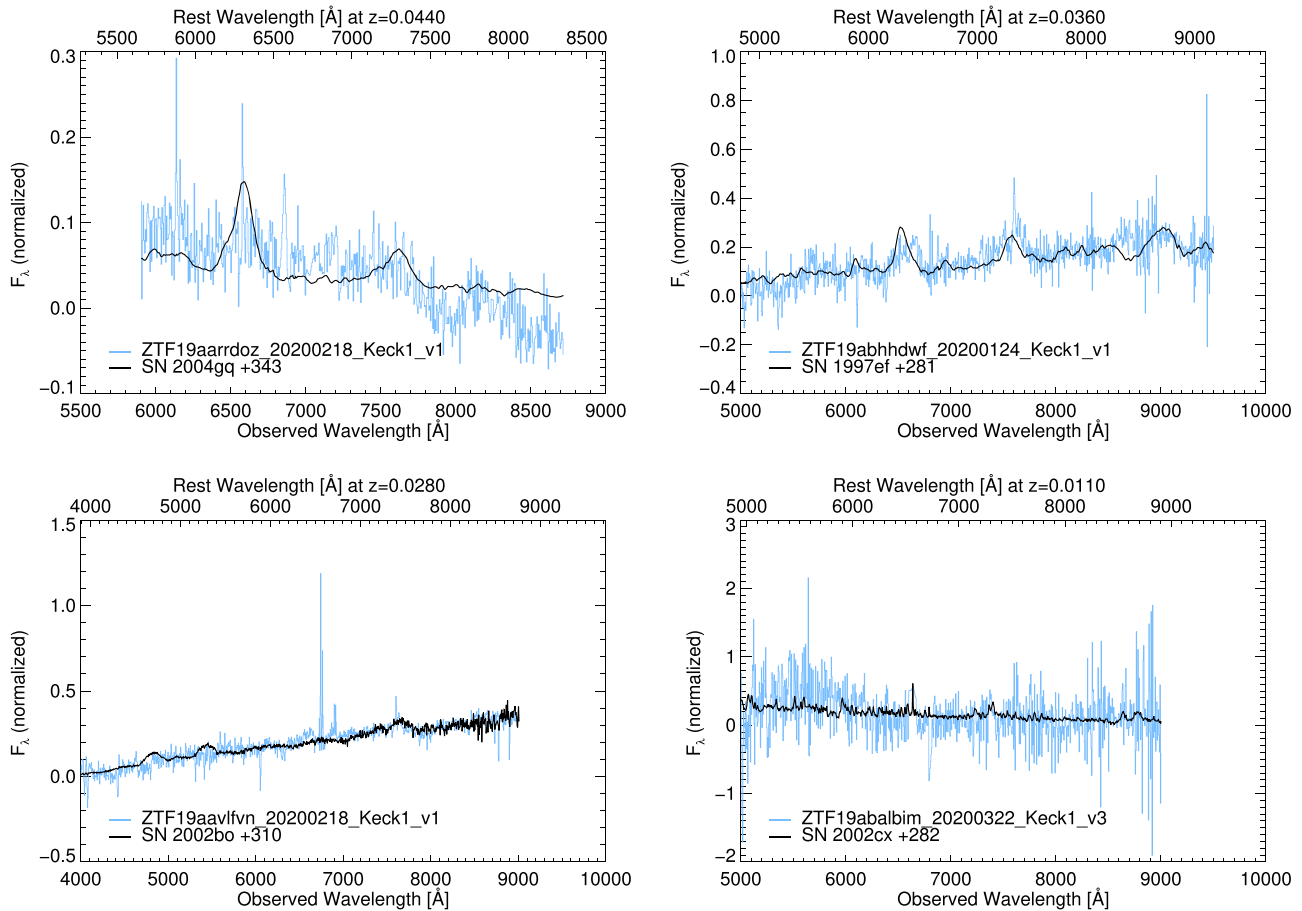 Rest Wavelength [Å] at z=0.0440
5500 6000 6500 7000 7500 8000 8500
0.3
0.2
0.1
0.0
−0.1
F_λ (normalized)
ZTF19aarrdoz_20200218_Keck1_v1
SN 2004gq +343
5500 6000 6500 7000 7500 8000 8500 9000
Observed Wavelength [Å]
Rest Wavelength [Å] at z=0.0360
5000 6000 7000 8000 9000
1.0
0.8
0.6
0.4
0.2
0.0
−0.2
−0.4
F_λ (normalized)
ZTF19abhhdwf_20200124_Keck1_v1
SN 1997ef +281
5000 6000 7000 8000 9000 10000
Observed Wavelength [Å]
Rest Wavelength [Å] at z=0.0280
4000 5000 6000 7000 8000 9000
1.5
1.0
0.5
0.0
−0.5
F_λ (normalized)
ZTF19aavlfvn_20200218_Keck1_v1
SN 2002bo +310
4000 5000 6000 7000 8000 9000 10000
Observed Wavelength [Å]
Rest Wavelength [Å] at z=0.0110
5000 6000 7000 8000 9000
3
2
1
0
−1
−2
F_λ (normalized)
ZTF19abalbim_20200322_Keck1_v3
SN 2002cx +282
5000 6000 7000 8000 9000 10000
Observed Wavelength [Å]